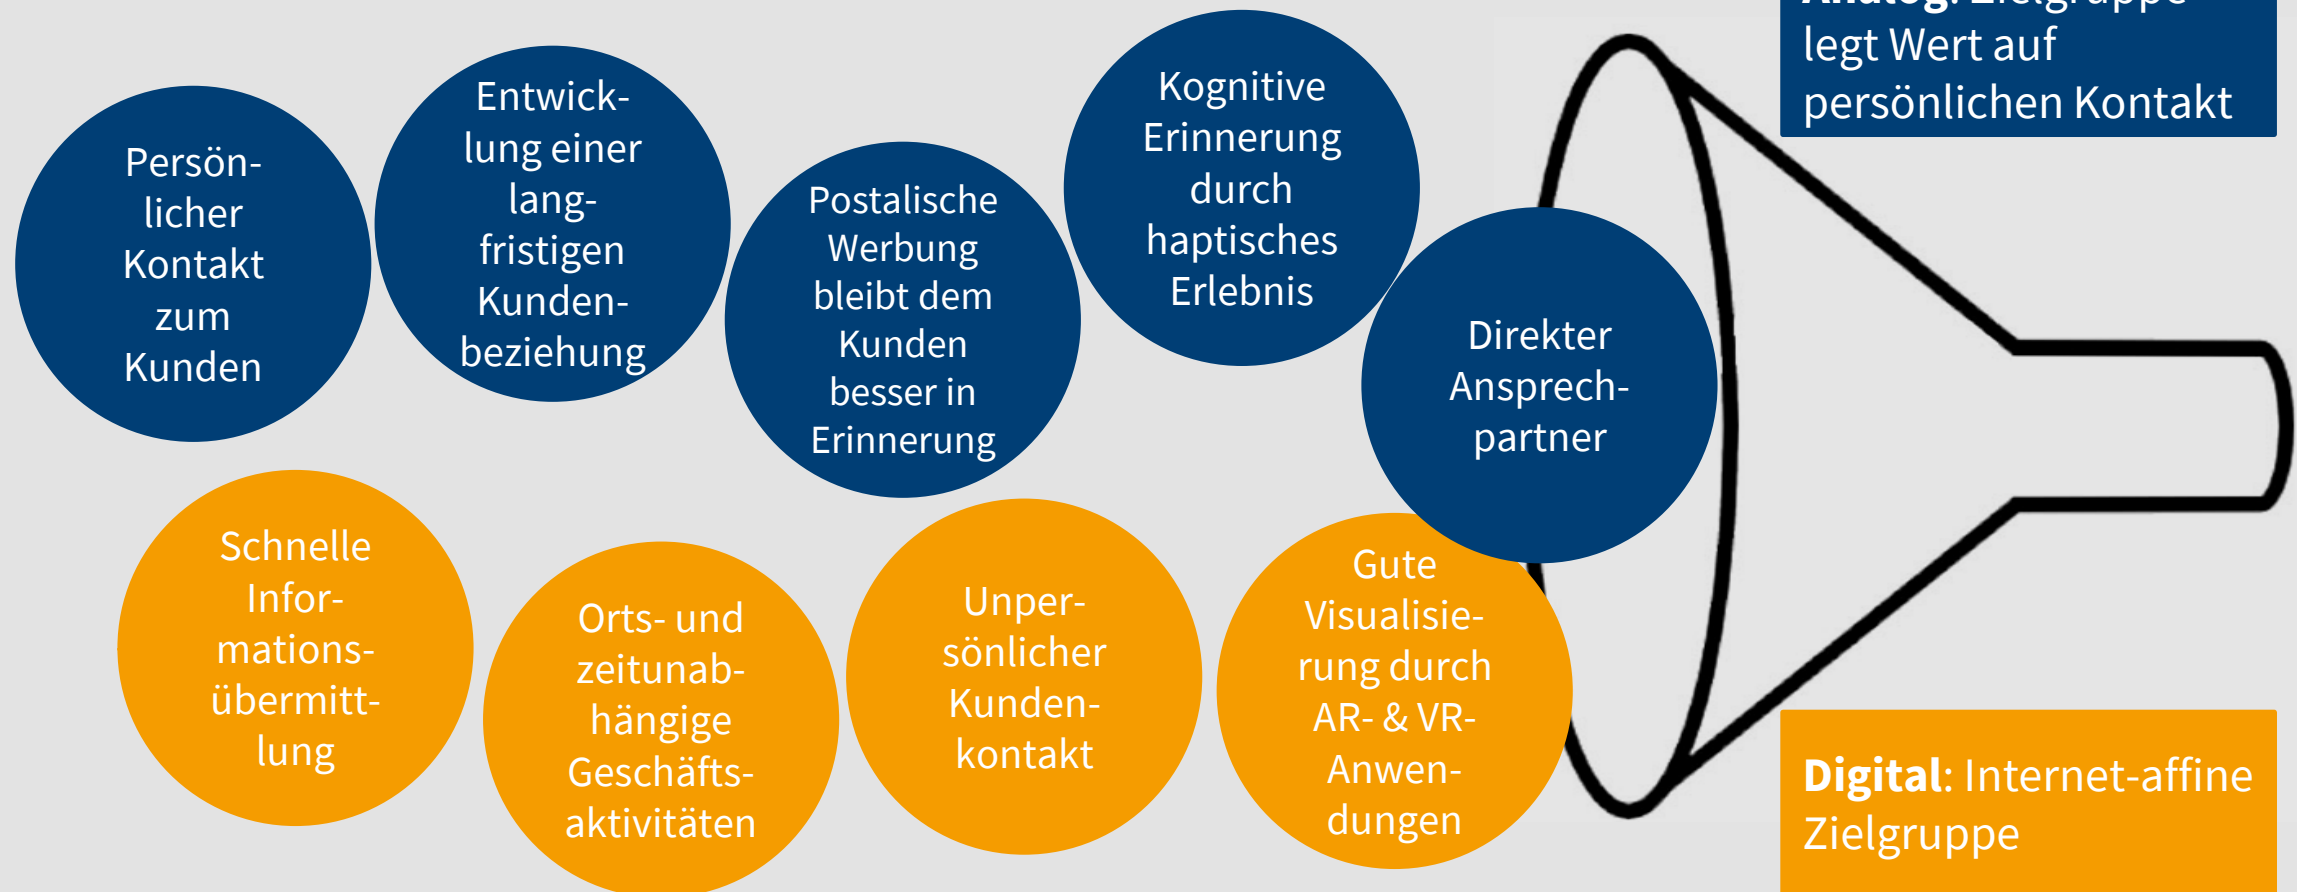 Persön-
licher
Kontakt
zum
Kunden
Entwick-
lung einer
lang-
fristigen
Kunden-
beziehung
Postalische
Werbung
bleibt dem
Kunden
besser in
Erinnerung
Kognitive
Erinnerung
durch
haptisches
Erlebnis
Direkter
Ansprech-
partner
Analog: Zielgruppe
legt Wert auf
persönlichen Kontakt
Schnelle
Infor-
mations-
übermitt-
lung
Orts- und
zeitunab-
hängige
Geschäfts-
aktivitäten
Unper-
sönlicher
Kunden-
kontakt
Gute
Visualisie-
rung durch
AR- & VR-
Anwen-
dungen
Digital: Internet-affine
Zielgruppe